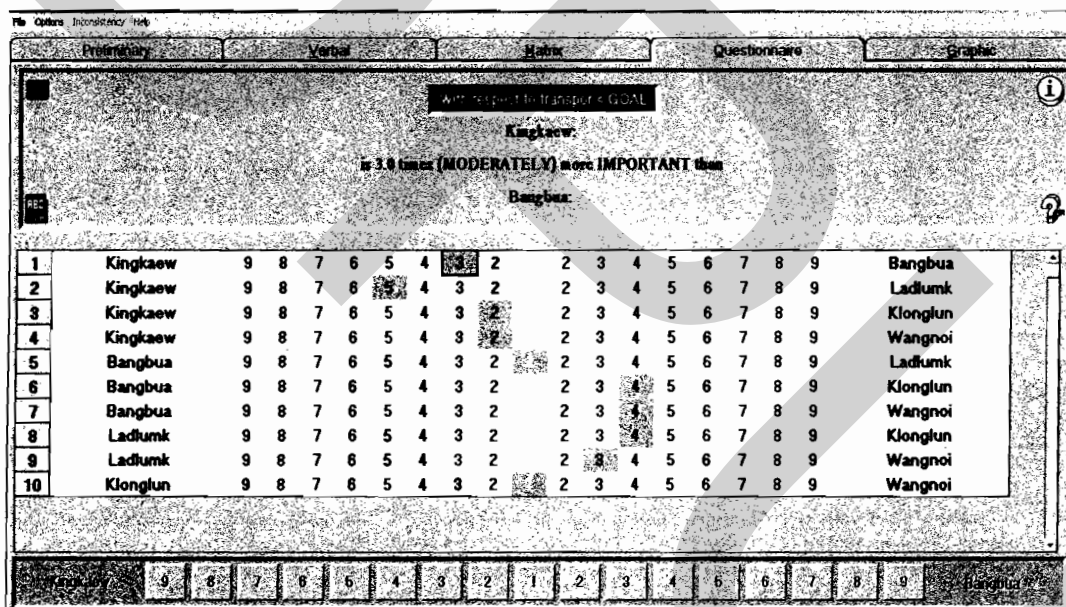 File Options Inconsistency Help
Preliminary Verbal Matrix Questionnaire Graphic
With respect to transpor < GOAL
Kingkaew:
is 3.0 times (MODERATELY) more IMPORTANT than
Bangbua:
ABC
1 Kingkaew 9 8 7 6 5 4 3 2 2 3 4 5 6 7 8 9 Bangbua
2 Kingkaew 9 8 7 6 5 4 3 2 2 3 4 5 6 7 8 9 Ladlumk
3 Kingkaew 9 8 7 6 5 4 3 2 2 3 4 5 6 7 8 9 Klonglun
4 Kingkaew 9 8 7 6 5 4 3 2 2 3 4 5 6 7 8 9 Wangnoi
5 Bangbua 9 8 7 6 5 4 3 2 2 3 4 5 6 7 8 9 Ladlumk
6 Bangbua 9 8 7 6 5 4 3 2 2 3 4 5 6 7 8 9 Klonglun
7 Bangbua 9 8 7 6 5 4 3 2 2 3 4 5 6 7 8 9 Wangnoi
8 Ladlumk 9 8 7 6 5 4 3 2 2 3 4 5 6 7 8 9 Klonglun
9 Ladlumk 9 8 7 6 5 4 3 2 2 3 4 5 6 7 8 9 Wangnoi
10 Klonglun 9 8 7 6 5 4 3 2 2 3 4 5 6 7 8 9 Wangnoi
Kingkaew 9 8 7 6 5 4 3 2 1 2 3 4 5 6 7 8 9 Bangbua